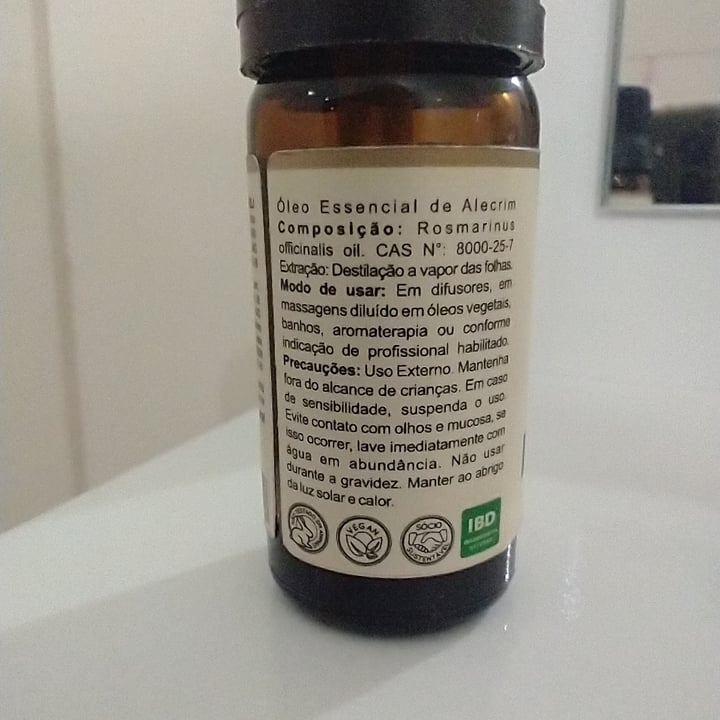 Óleo Essencial de Alecrim
Composição: Rosmarinus
officinalis oil. CAS N°: 8000-25-7
Extração: Destilação a vapor das folhas.
Modo de usar: Em difusores, em
massagens diluído em óleos vegetais,
banhos, aromaterapia ou conforme
indicação de profissional habilitado.
Precauções: Uso Externo. Mantenha
fora do alcance de crianças. Em caso
de sensibilidade, suspenda o uso.
Evite contato com olhos e mucosa, se
isso ocorrer, lave imediatamente com
água em abundância. Não usar
durante a gravidez. Manter ao abrigo
da luz solar e calor.
VEGAN
SÓCIO
SUSTENTÁVEL
IBD